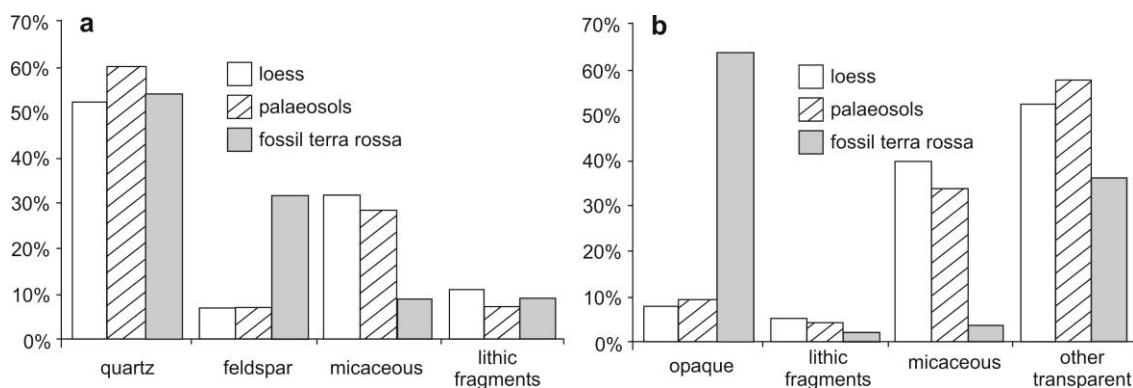 a
70%
60%
50%
40%
30%
20%
10%
0%
loess
palaeosols
fossil terra rossa
quartz
feldspar
micaceous
lithic
fragments
b
70%
60%
50%
40%
30%
20%
10%
0%
loess
palaeosols
fossil terra rossa
opaque
lithic
fragments
micaceous
other
transparent